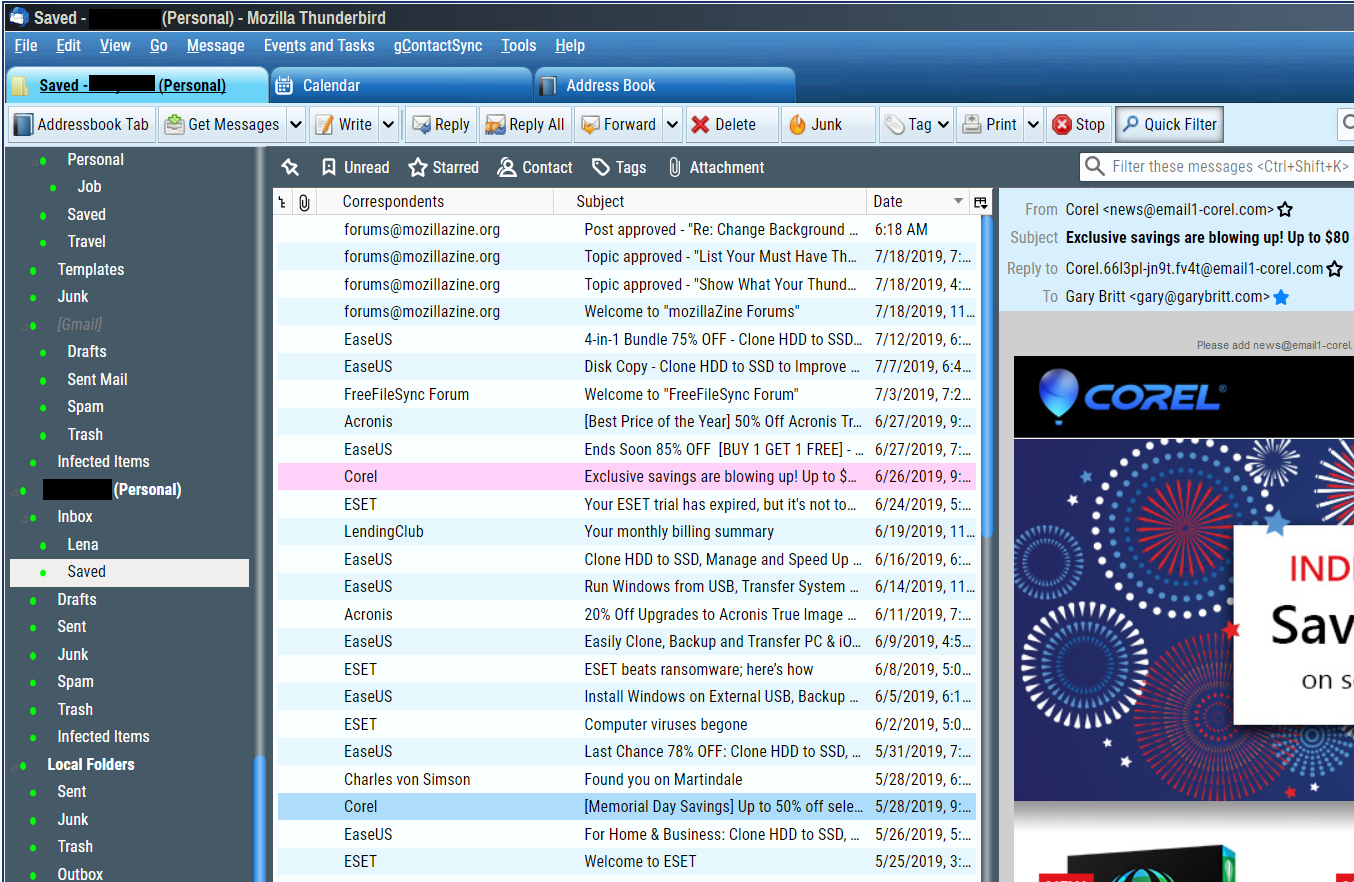 Saved - (Personal) - Mozilla Thunderbird
File Edit View Go Message Events and Tasks gContactSync Tools Help
Saved - (Personal) Calendar Address Book
Addressbook Tab Get Messages Write Reply Reply All Forward Delete Junk Tag Print Stop Quick Filter
Personal
Job
Saved
Travel
Templates
Junk
[Gmail]
Drafts
Sent Mail
Spam
Trash
Infected Items
(Personal)
Inbox
Lena
Saved
Drafts
Sent
Junk
Spam
Trash
Infected Items
Local Folders
Sent
Junk
Trash
Outbox
Unread Starred Contact Tags Attachment
Filter these messages <Ctrl+Shift+K>
Correspondents Subject Date
forums@mozillazine.org Post approved - "Re: Change Background ... 6:18 AM
forums@mozillazine.org Topic approved - "List Your Must Have Th... 7/18/2019, 7:...
forums@mozillazine.org Topic approved - "Show What Your Thund... 7/18/2019, 4:...
forums@mozillazine.org Welcome to "mozillaZine Forums" 7/18/2019, 11...
EaseUS 4-in-1 Bundle 75% OFF - Clone HDD to SSD... 7/12/2019, 6:...
EaseUS Disk Copy - Clone HDD to SSD to Improve ... 7/7/2019, 6:4...
FreeFileSync Forum Welcome to "FreeFileSync Forum" 7/3/2019, 7:2...
Acronis [Best Price of the Year] 50% Off Acronis Tr... 6/27/2019, 9:...
EaseUS Ends Soon 85% OFF [BUY 1 GET 1 FREE] - ... 6/27/2019, 7:...
Corel Exclusive savings are blowing up! Up to $... 6/26/2019, 9:...
ESET Your ESET trial has expired, but it's not to... 6/24/2019, 5:...
LendingClub Your monthly billing summary 6/19/2019, 11...
EaseUS Clone HDD to SSD, Manage and Speed Up ... 6/16/2019, 6:...
EaseUS Run Windows from USB, Transfer System ... 6/14/2019, 11...
Acronis 20% Off Upgrades to Acronis True Image ... 6/11/2019, 7:...
EaseUS Easily Clone, Backup and Transfer PC & iO... 6/9/2019, 4:5...
ESET ESET beats ransomware; here's how 6/8/2019, 5:0...
EaseUS Install Windows on External USB, Backup ... 6/5/2019, 6:1...
ESET Computer viruses begone 6/2/2019, 5:0...
EaseUS Last Chance 78% OFF: Clone HDD to SSD, ... 5/31/2019, 7:...
Charles von Simson Found you on Martindale 5/28/2019, 6:...
Corel [Memorial Day Savings] Up to 50% off sele... 5/28/2019, 9:...
EaseUS For Home & Business: Clone HDD to SSD, ... 5/26/2019, 5:...
ESET Welcome to ESET 5/25/2019, 3:...
From Corel <news@email1-corel.com>
Subject Exclusive savings are blowing up! Up to $80
Reply to Corel.66l3pl-jn9t.fv4t@email1-corel.com
To Gary Britt <gary@garybritt.com>
Please add news@email1-corel.
COREL®
IND
Sav
on s